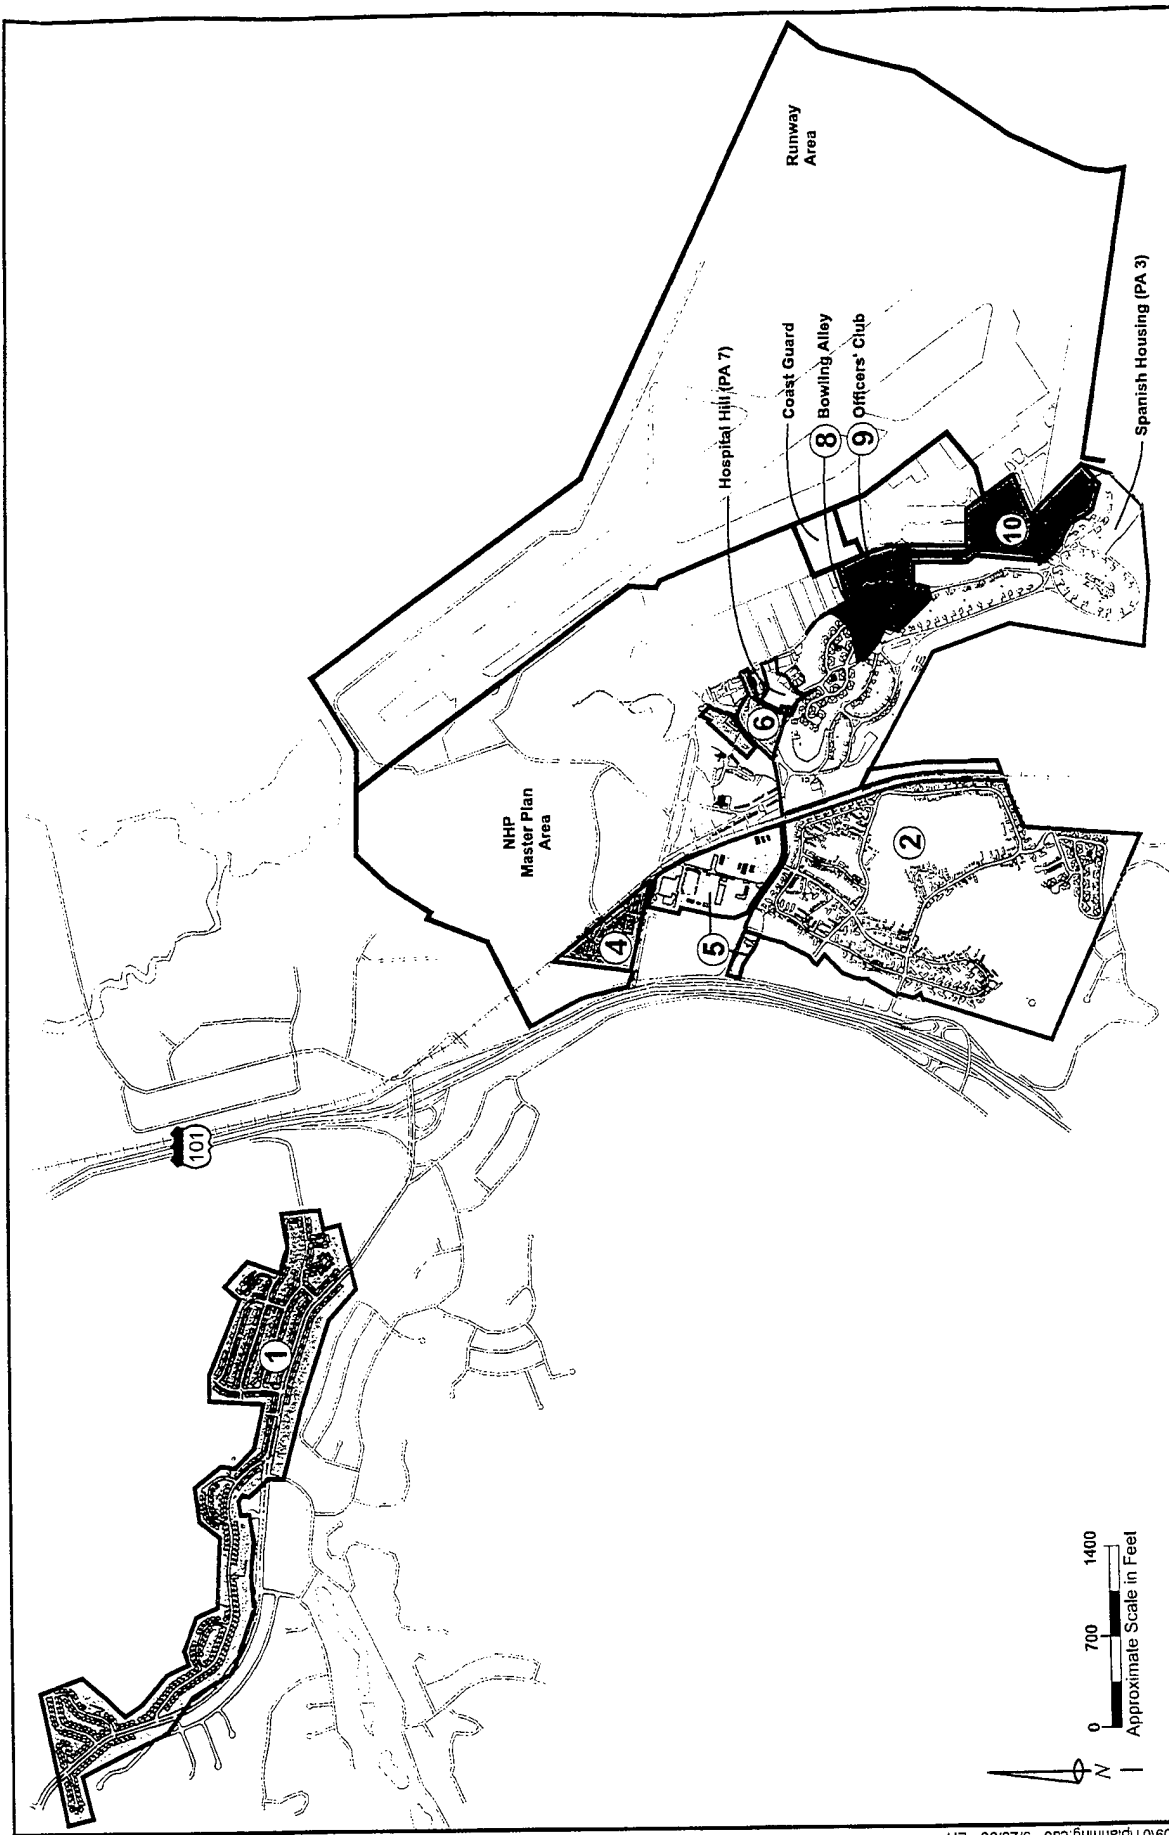 Runway
Area
NHP
Master Plan
Area
Hospital Hill (PA 7)
Coast Guard
8 Bowling Alley
9 Officers' Club
10
Spanish Housing (PA 3)
6
4
5
2
101
1
0 700 1400
Approximate Scale in Feet
N